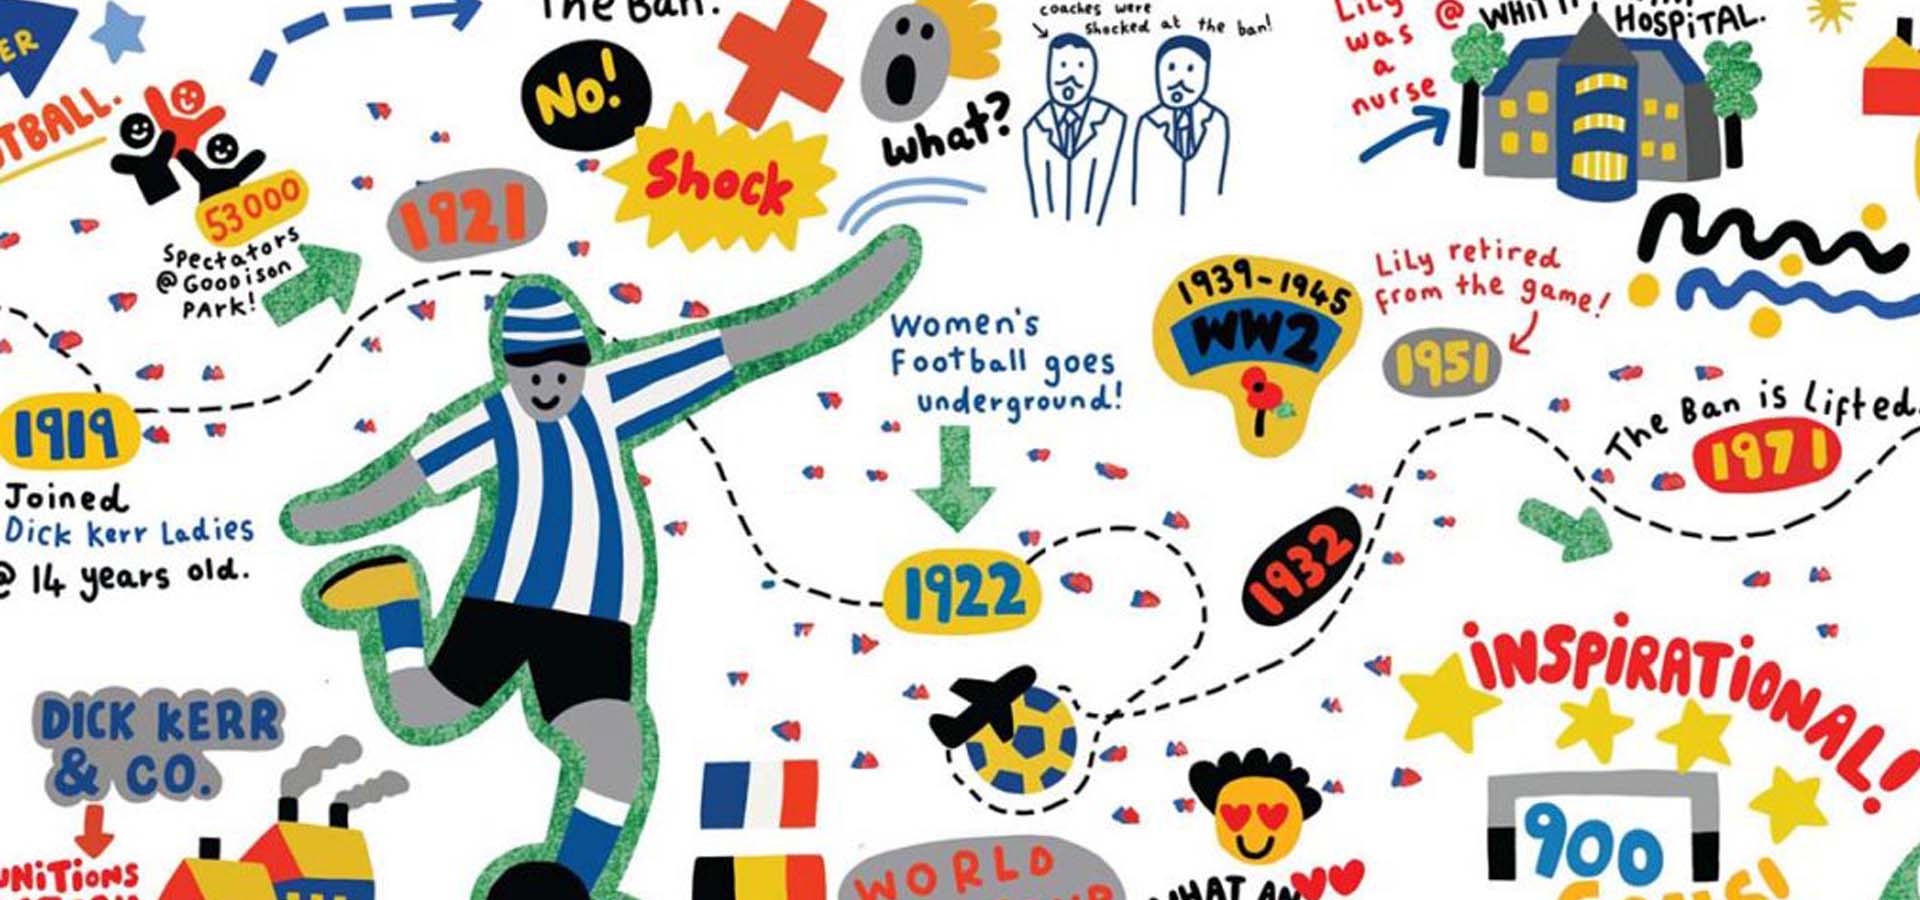 The Ban!
No!
Shock
What?
coaches were
shocked at the ban!
Lily
was
a
nurse
@
HOSPITAL.
53000
Spectators
@ Goodison
PArk!
1921
1919
Joined
Dick Kerr Ladies
@ 14 years old.
DICK KERR
& CO.
Women's
Football goes
underground!
1922
1939-1945
WW2
1932
Lily retired
from the game!
1951
The Ban is Lifted.
1971
INSPIRATIONAL!
900
WORLD
WHAT AN